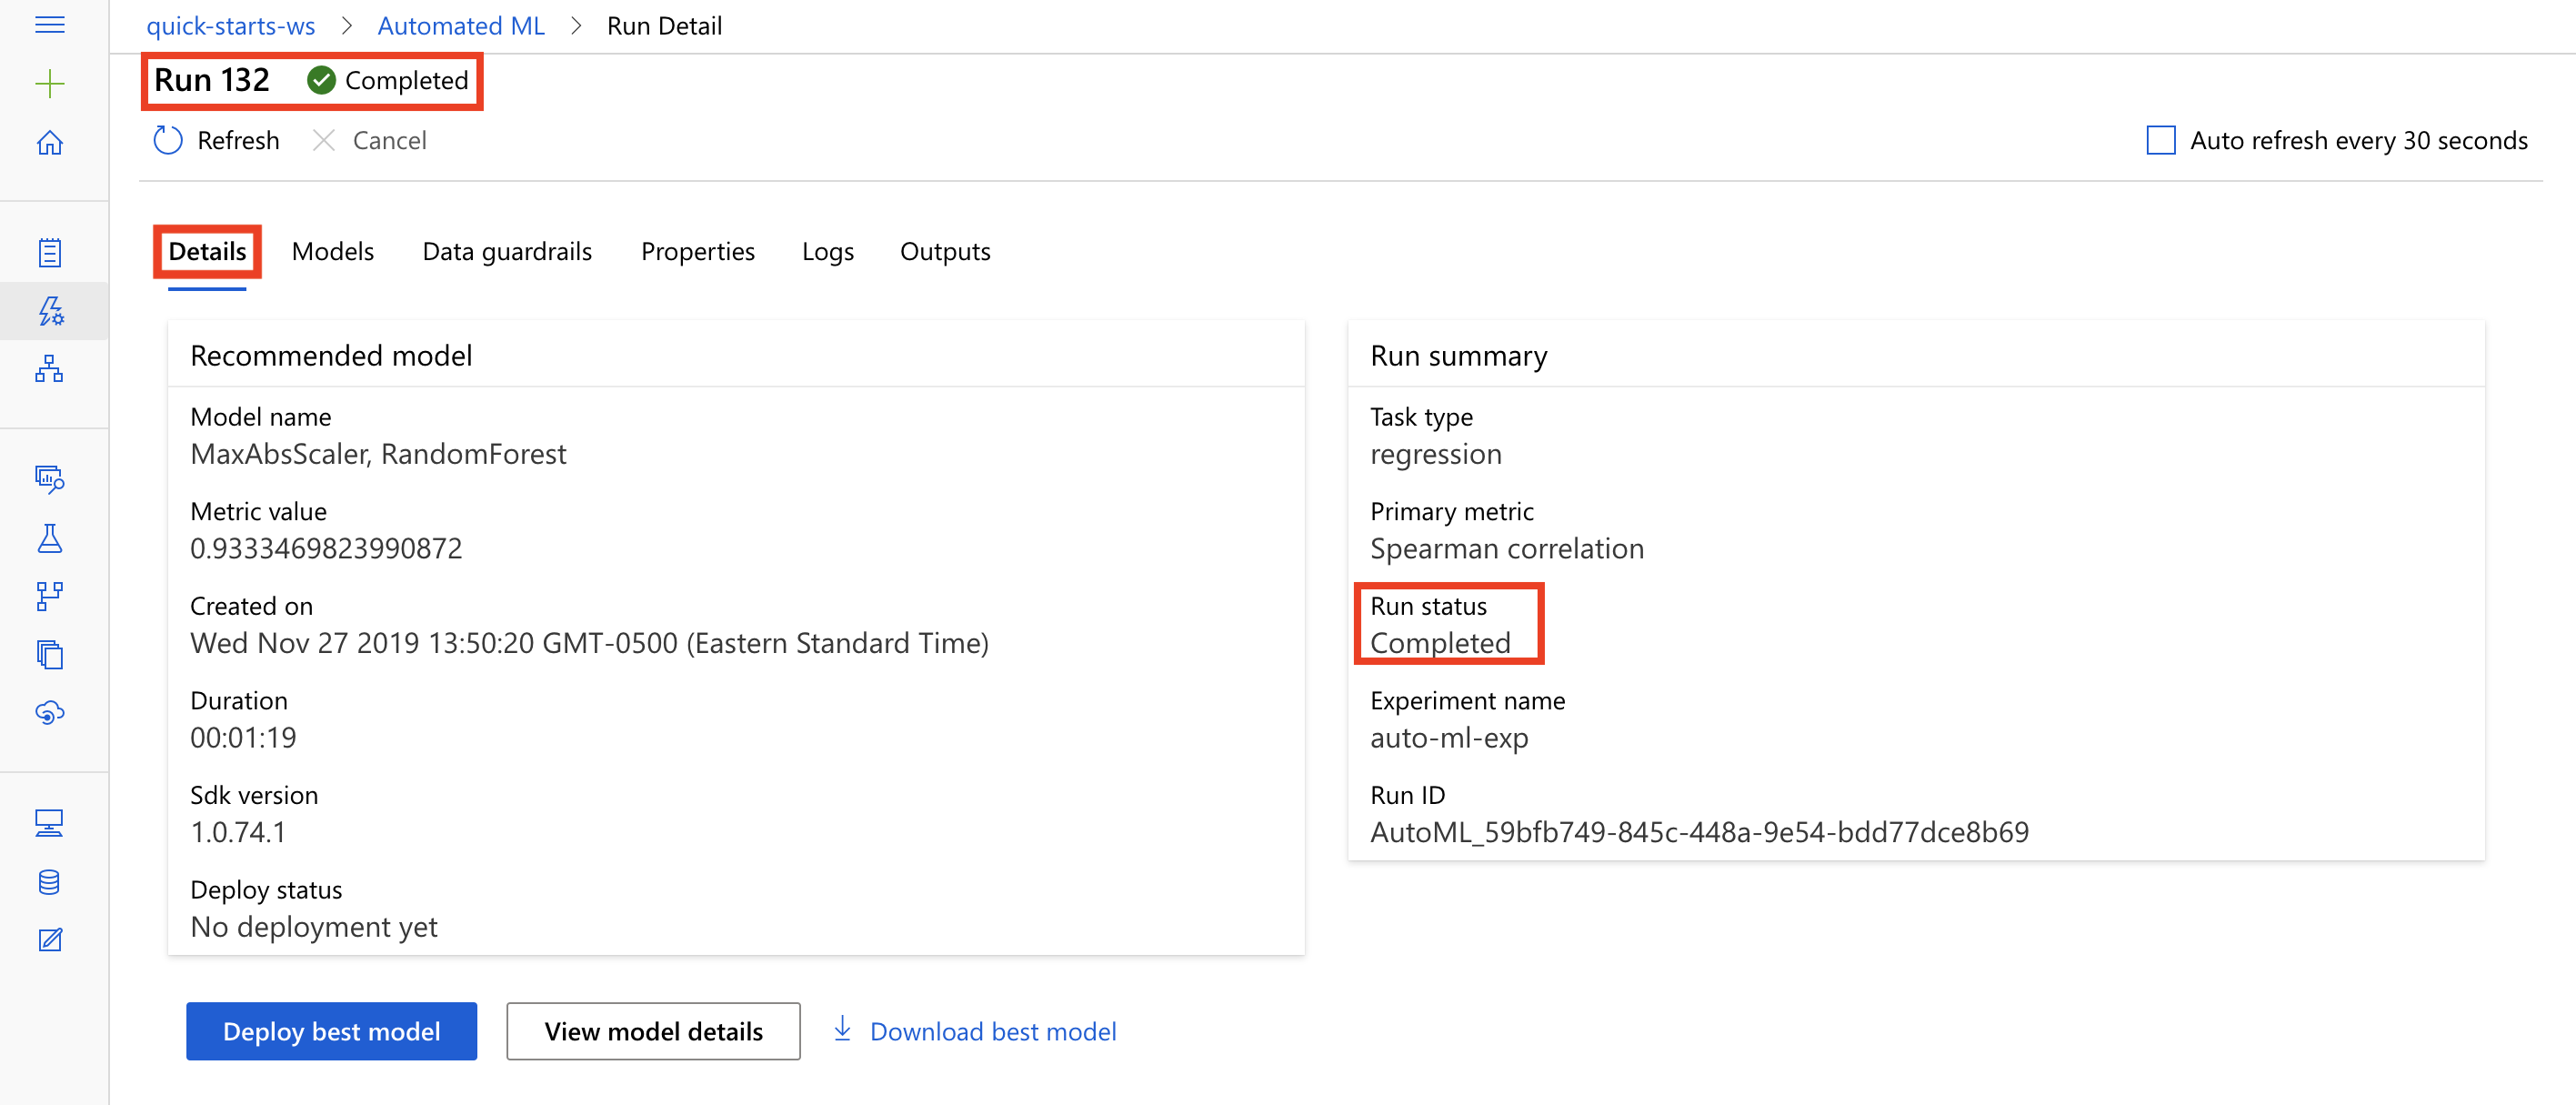 quick-starts-ws > Automated ML > Run Detail
Run 132 Completed
Refresh Cancel Auto refresh every 30 seconds
Details Models Data guardrails Properties Logs Outputs
Recommended model
Model name
MaxAbsScaler, RandomForest
Metric value
0.9333469823990872
Created on
Wed Nov 27 2019 13:50:20 GMT-0500 (Eastern Standard Time)
Duration
00:01:19
Sdk version
1.0.74.1
Deploy status
No deployment yet
Run summary
Task type
regression
Primary metric
Spearman correlation
Run status
Completed
Experiment name
auto-ml-exp
Run ID
AutoML_59bfb749-845c-448a-9e54-bdd77dce8b69
Deploy best model View model details Download best model